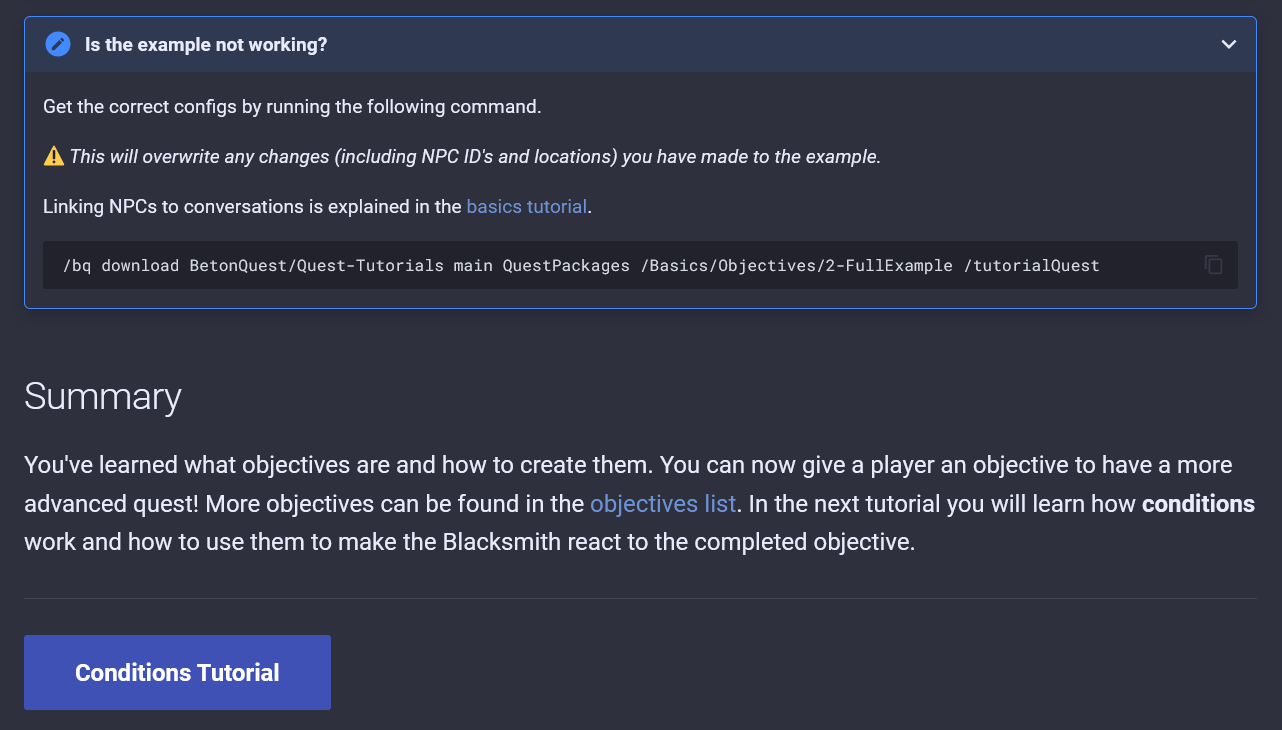 Is the example not working?
Get the correct configs by running the following command.
⚠️ This will overwrite any changes (including NPC ID's and locations) you have made to the example.
Linking NPCs to conversations is explained in the basics tutorial.
/bq download BetonQuest/Quest-Tutorials main QuestPackages /Basics/Objectives/2-FullExample /tutorialQuest
Summary
You've learned what objectives are and how to create them. You can now give a player an objective to have a more
advanced quest! More objectives can be found in the objectives list. In the next tutorial you will learn how conditions
work and how to use them to make the Blacksmith react to the completed objective.
Conditions Tutorial